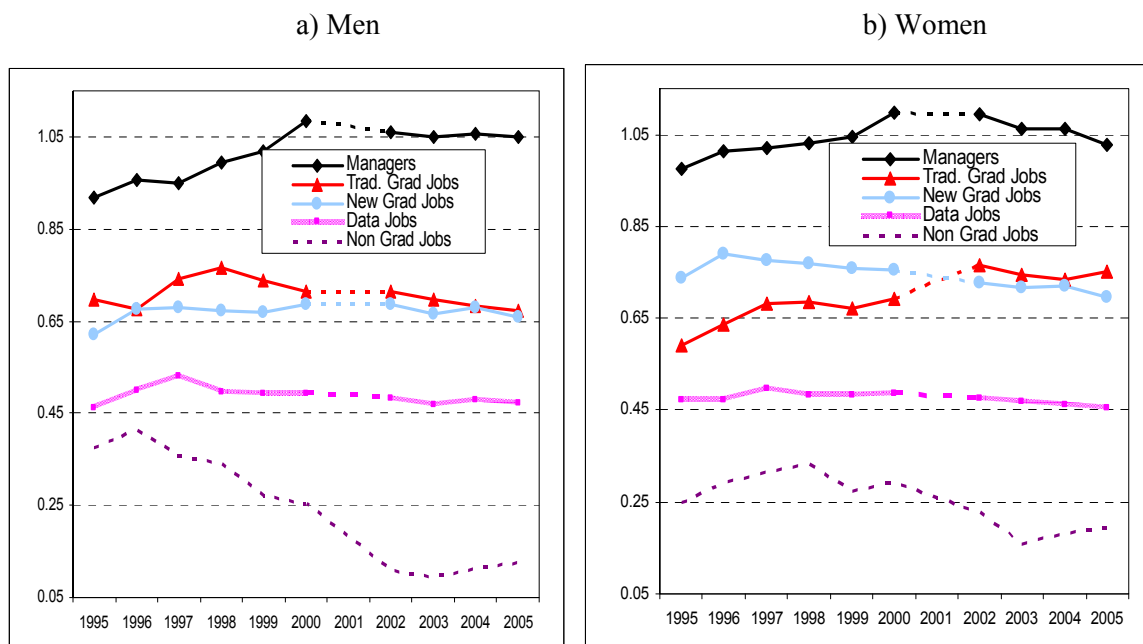 a) Men
1.05
0.85
0.65
0.45
0.25
0.05
Managers
Trad. Grad Jobs
New Grad Jobs
Data Jobs
Non Grad Jobs
1995 1996 1997 1998 1999 2000 2001 2002 2003 2004 2005
b) Women
1.05
0.85
0.65
0.45
0.25
0.05
Managers
Trad. Grad Jobs
New Grad Jobs
Data Jobs
Non Grad Jobs
1995 1996 1997 1998 1999 2000 2001 2002 2003 2004 2005